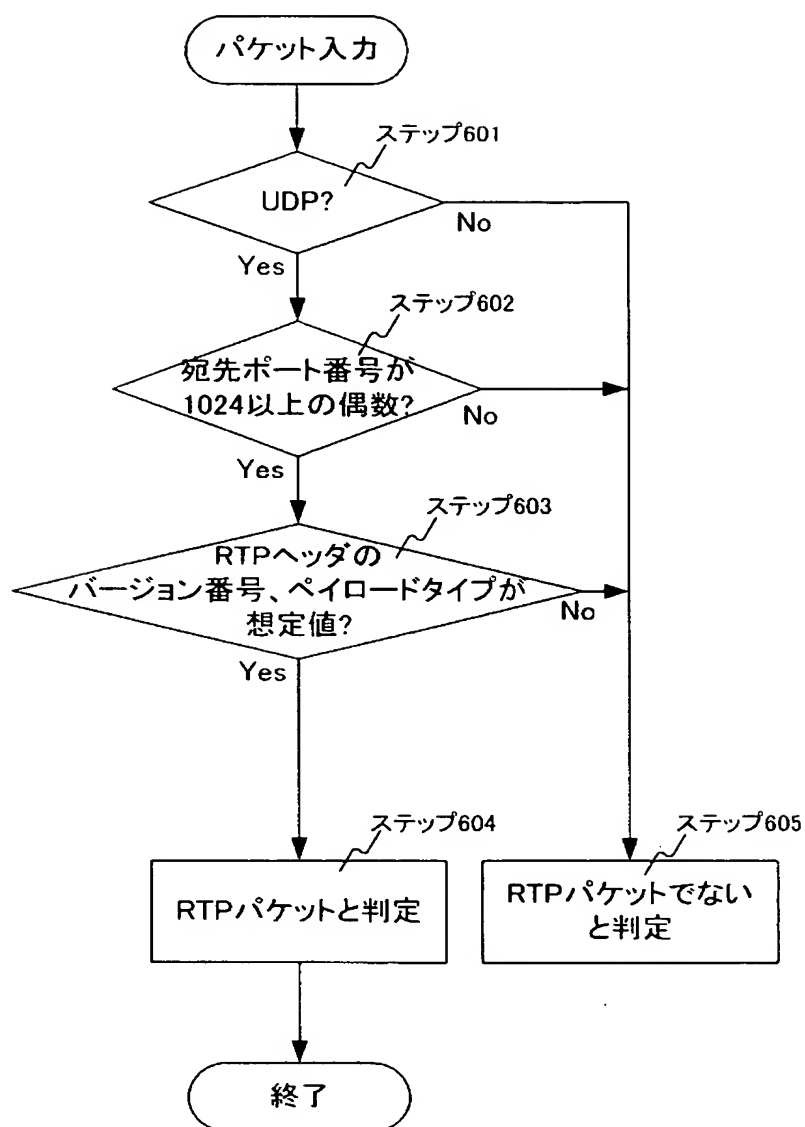 パケット入力
ステップ601
UDP?
No
Yes
ステップ602
宛先ポート番号が
1024以上の偶数?
No
Yes
ステップ603
RTPヘッダの
バージョン番号、ペイロードタイプが
想定値?
No
Yes
ステップ604
RTPパケットと判定
ステップ605
RTPパケットでない
と判定
終了